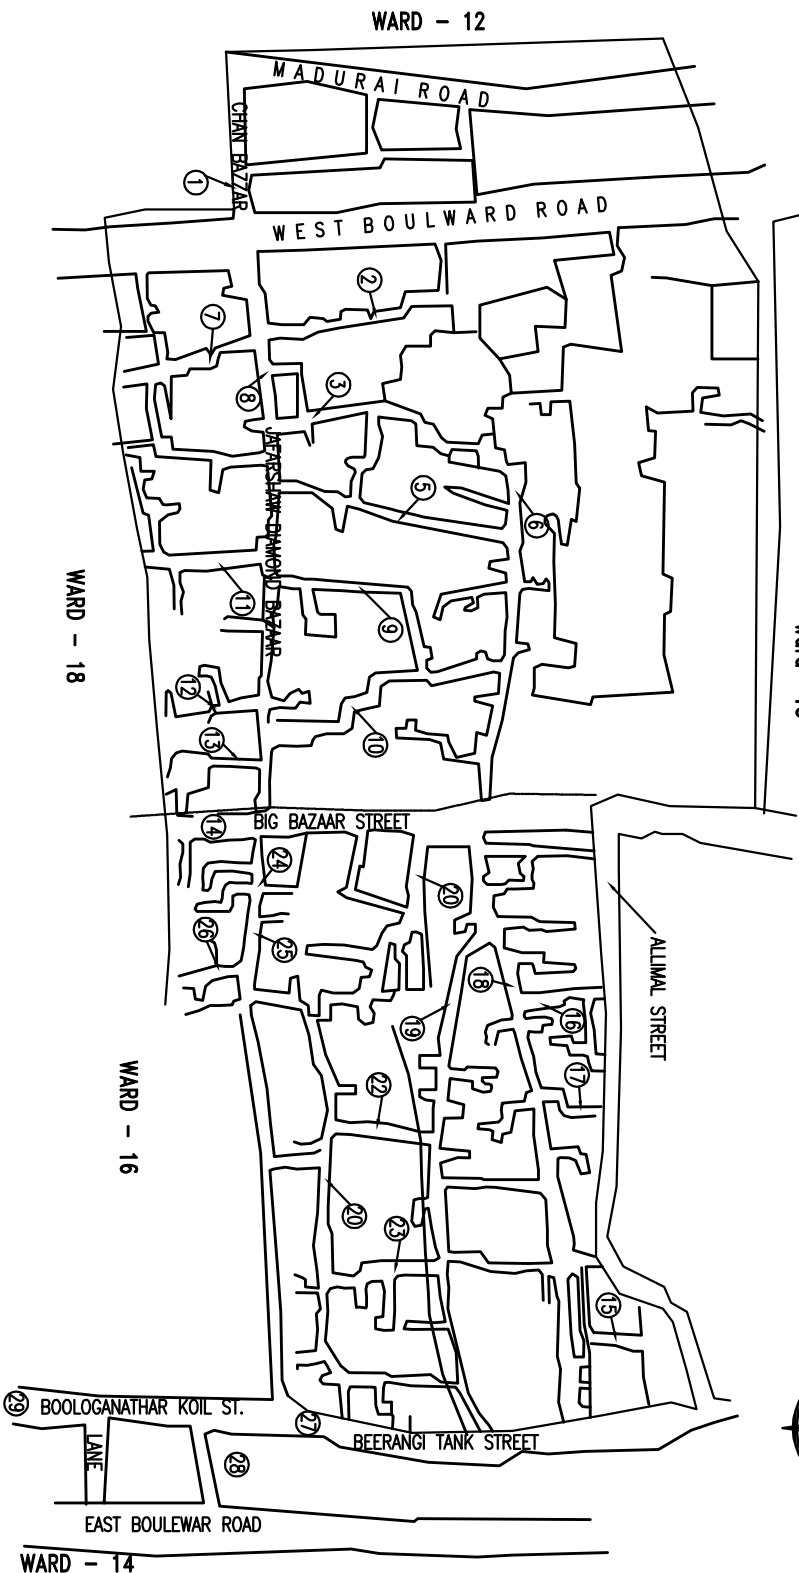 WARD - 12
MADURAI ROAD
CHAN BAZZAR
1
WEST BOULWARD ROAD
2
7
3
8
JAFARSHAW DIAMOND BAZAAR
5
6
WARD - 18
11
9
12
13
10
14
BIG BAZAAR STREET
24
20
26
25
ALLIMAL STREET
18
19
16
17
22
WARD - 16
20
23
15
29
BOOLOGANATHAR KOIL ST.
27
BEERANGI TANK STREET
LANE
28
EAST BOULEWAR ROAD
WARD - 14